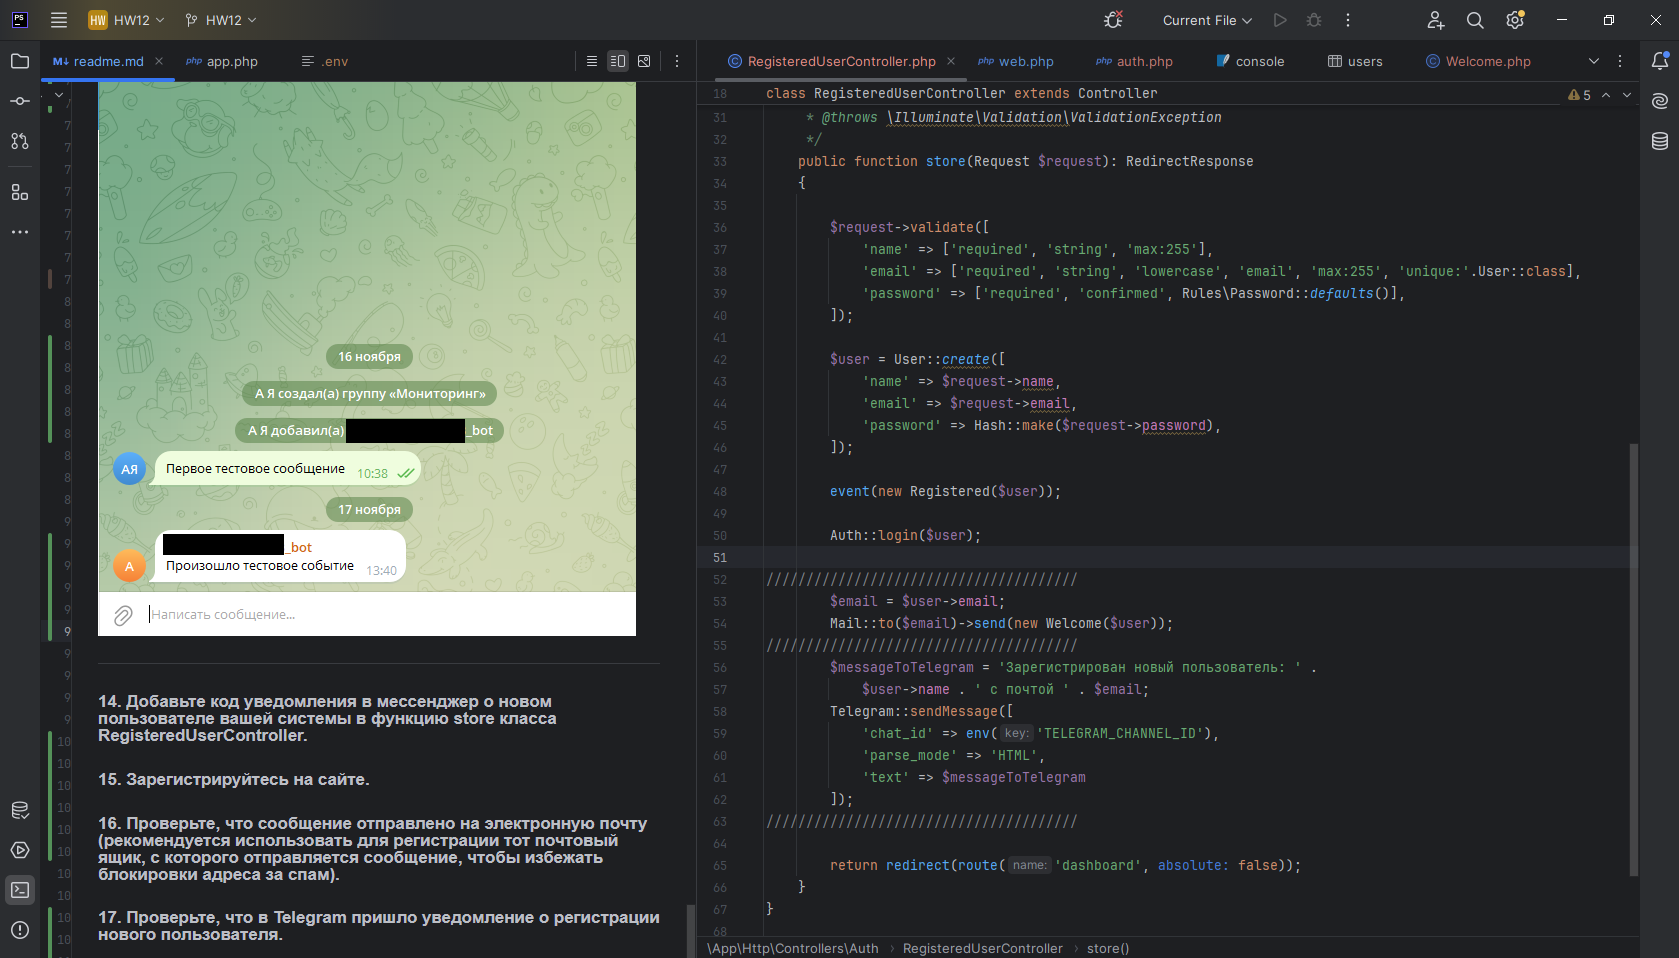 PS
HW HW12
HW12
Current File
M↓ readme.md
php app.php
.env
RegisteredUserController.php
php web.php
php auth.php
console
users
Welcome.php
16 ноября
А Я создал(а) группу «Мониторинг»
А Я добавил(а) _bot
АЯ
Первое тестовое сообщение 10:38
17 ноября
_bot
А
Произошло тестовое событие 13:40
Написать сообщение...
14. Добавьте код уведомления в мессенджер о новом
пользователе вашей системы в функцию store класса
RegisteredUserController.
15. Зарегистрируйтесь на сайте.
16. Проверьте, что сообщение отправлено на электронную почту
(рекомендуется использовать для регистрации тот почтовый
ящик, с которого отправляется сообщение, чтобы избежать
блокировки адреса за спам).
17. Проверьте, что в Telegram пришло уведомление о регистрации
нового пользователя.
18 class RegisteredUserController extends Controller
5
31 * @throws \Illuminate\Validation\ValidationException
32 */
33 public function store(Request $request): RedirectResponse
34 {
35
36 $request->validate([
37 'name' => ['required', 'string', 'max:255'],
38 'email' => ['required', 'string', 'lowercase', 'email', 'max:255', 'unique:'.User::class],
39 'password' => ['required', 'confirmed', Rules\Password::defaults()],
40 ]);
41
42 $user = User::create([
43 'name' => $request->name,
44 'email' => $request->email,
45 'password' => Hash::make($request->password),
46 ]);
47
48 event(new Registered($user));
49
50 Auth::login($user);
51
52 ///////////////////////////////////////
53 $email = $user->email;
54 Mail::to($email)->send(new Welcome($user));
55 ///////////////////////////////////////
56 $messageToTelegram = 'Зарегистрирован новый пользователь: ' .
57 $user->name . ' с почтой ' . $email;
58 Telegram::sendMessage([
59 'chat_id' => env( key: 'TELEGRAM_CHANNEL_ID'),
60 'parse_mode' => 'HTML',
61 'text' => $messageToTelegram
62 ]);
63 ///////////////////////////////////////
64
65 return redirect(route( name: 'dashboard', absolute: false));
66 }
67 }
68
\App\Http\Controllers\Auth › RegisteredUserController › store()